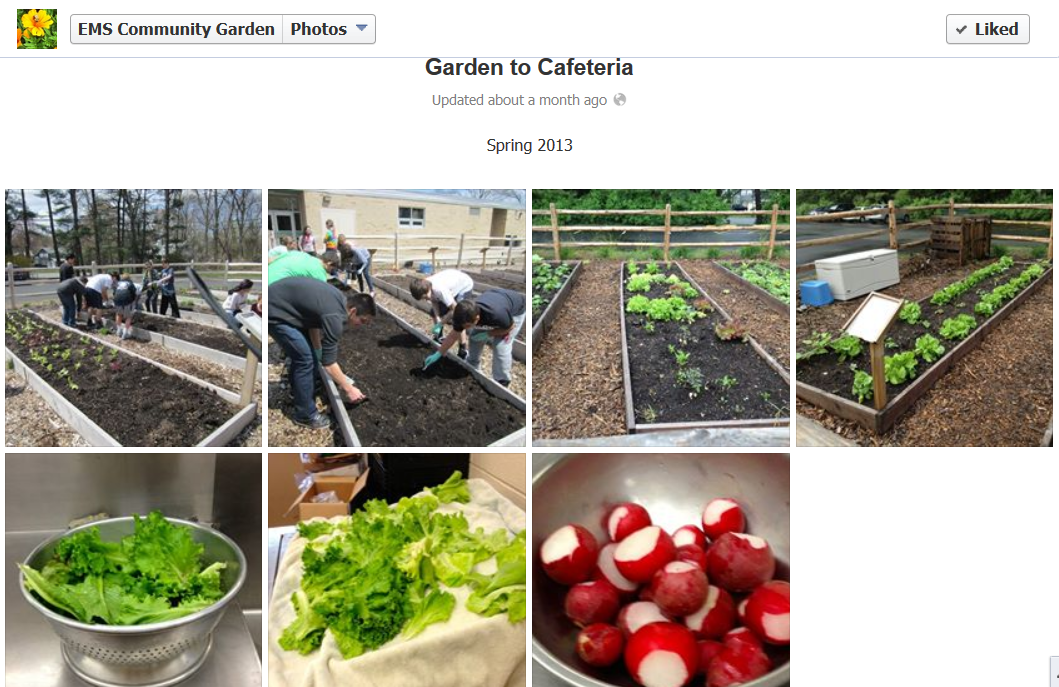 EMS Community Garden Photos
Liked
Garden to Cafeteria
Updated about a month ago
Spring 2013